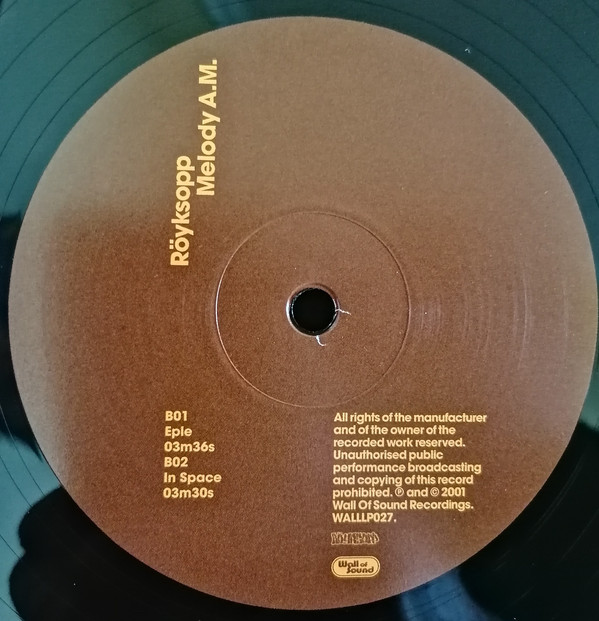 Röyksopp
Melody A.M.
B01
Eple
03m36s
B02
In Space
03m30s
All rights of the manufacturer
and of the owner of the
recorded work reserved.
Unauthorised public
performance broadcasting
and copying of this record
prohibited. ℗ and © 2001
Wall Of Sound Recordings.
WALLLP027.
Wall of
Sound